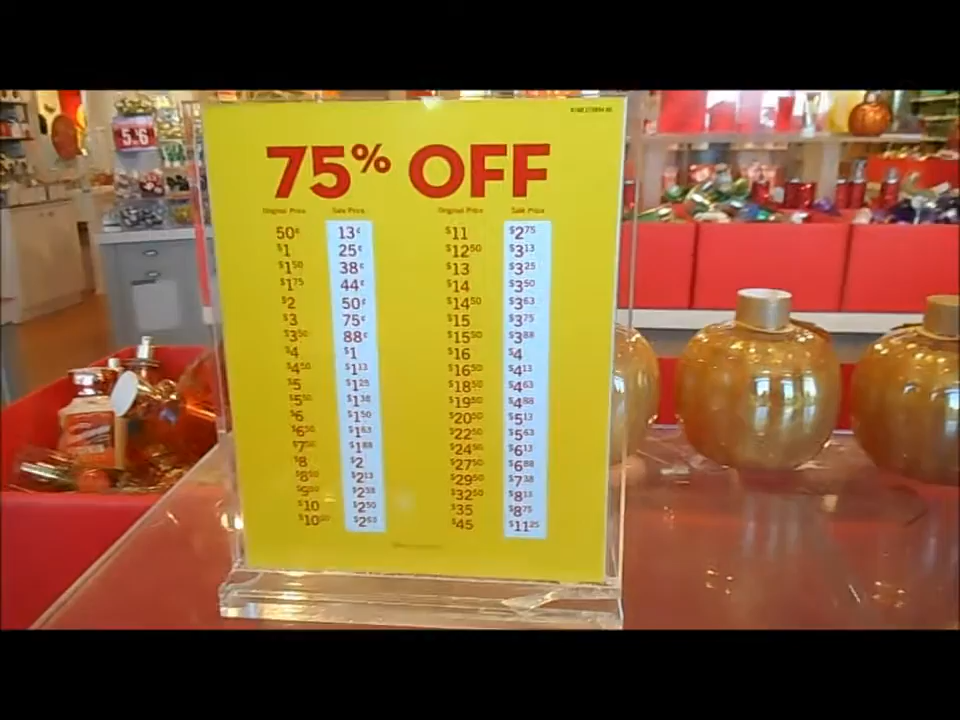 75% OFF
Original Price Sale Price Original Price Sale Price
50¢ 13¢ $11 $2.75
$1 25¢ $12.50 $3.13
$1.50 38¢ $13 $3.25
$1.75 44¢ $14 $3.50
$2 50¢ $14.50 $3.63
$3 75¢ $15 $3.75
$3.50 88¢ $15.50 $3.88
$4 $1 $16 $4
$4.50 $1.13 $16.50 $4.13
$5 $1.25 $18.50 $4.63
$5.50 $1.38 $19.50 $4.88
$6 $1.50 $20.50 $5.13
$6.50 $1.63 $22.50 $5.63
$7.50 $1.88 $24.50 $6.13
$8 $2 $27.50 $6.88
$8.50 $2.13 $29.50 $7.38
$9.50 $2.38 $32.50 $8.13
$10 $2.50 $35 $8.75
$10.50 $2.63 $45 $11.25